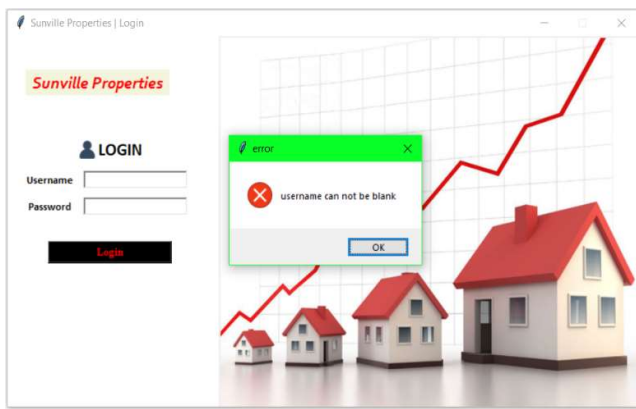 Sunville Properties | Login
Sunville Properties
LOGIN
Username
Password
Login
error
username can not be blank
OK